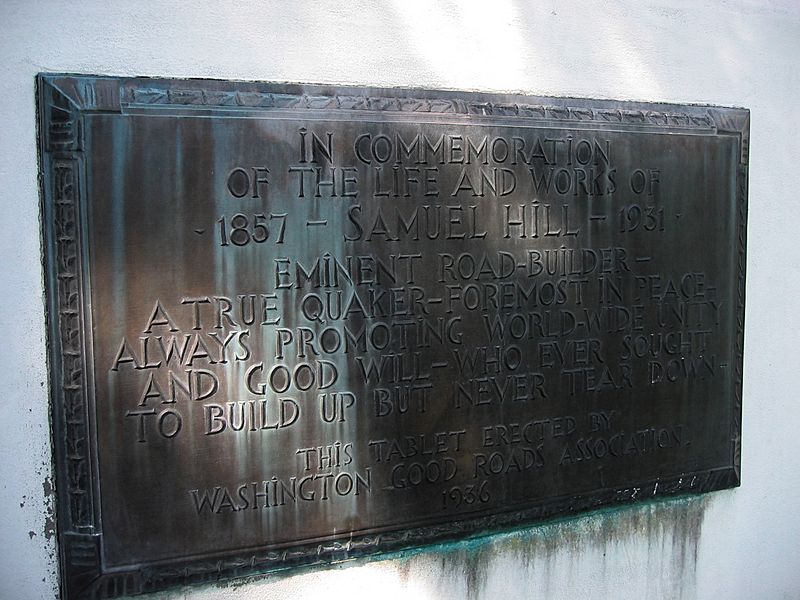 IN COMMEMORATION
OF THE LIFE AND WORKS OF
- 1857 - SAMUEL HILL - 1931 -
EMINENT ROAD-BUILDER-
A TRUE QUAKER-FOREMOST IN PEACE-
ALWAYS PROMOTING WORLD-WIDE UNITY
AND GOOD WILL-WHO EVER SOUGHT
TO BUILD UP BUT NEVER TEAR DOWN-
THIS TABLET ERECTED BY
WASHINGTON GOOD ROADS ASSOCIATION.
1936